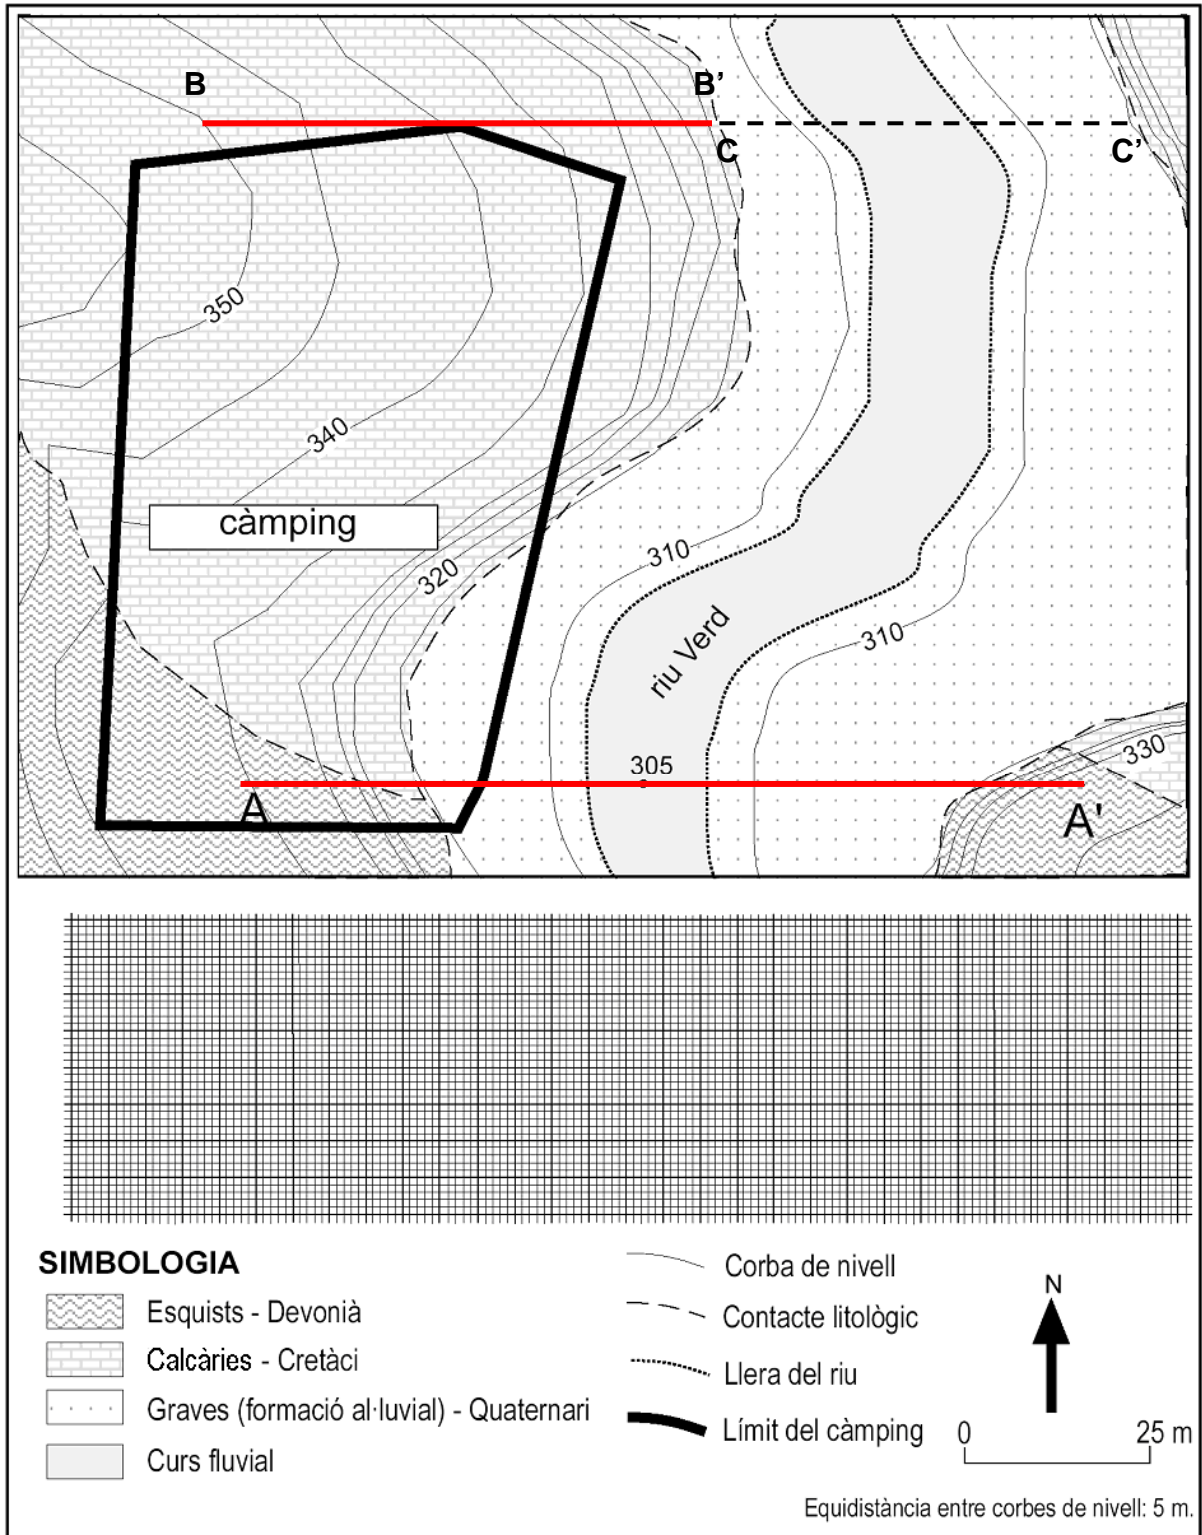 B
B'
C
C'
350
340
càmping
320
310
riu Verd
310
305
330
A
A'
SIMBOLOGIA
Esquists - Devonià
Calcàries - Cretàci
Graves (formació al·luvial) - Quaternari
Curs fluvial
Corba de nivell
Contacte litològic
Llera del riu
Límit del càmping
N
0 25 m
Equidistància entre corbes de nivell: 5 m.